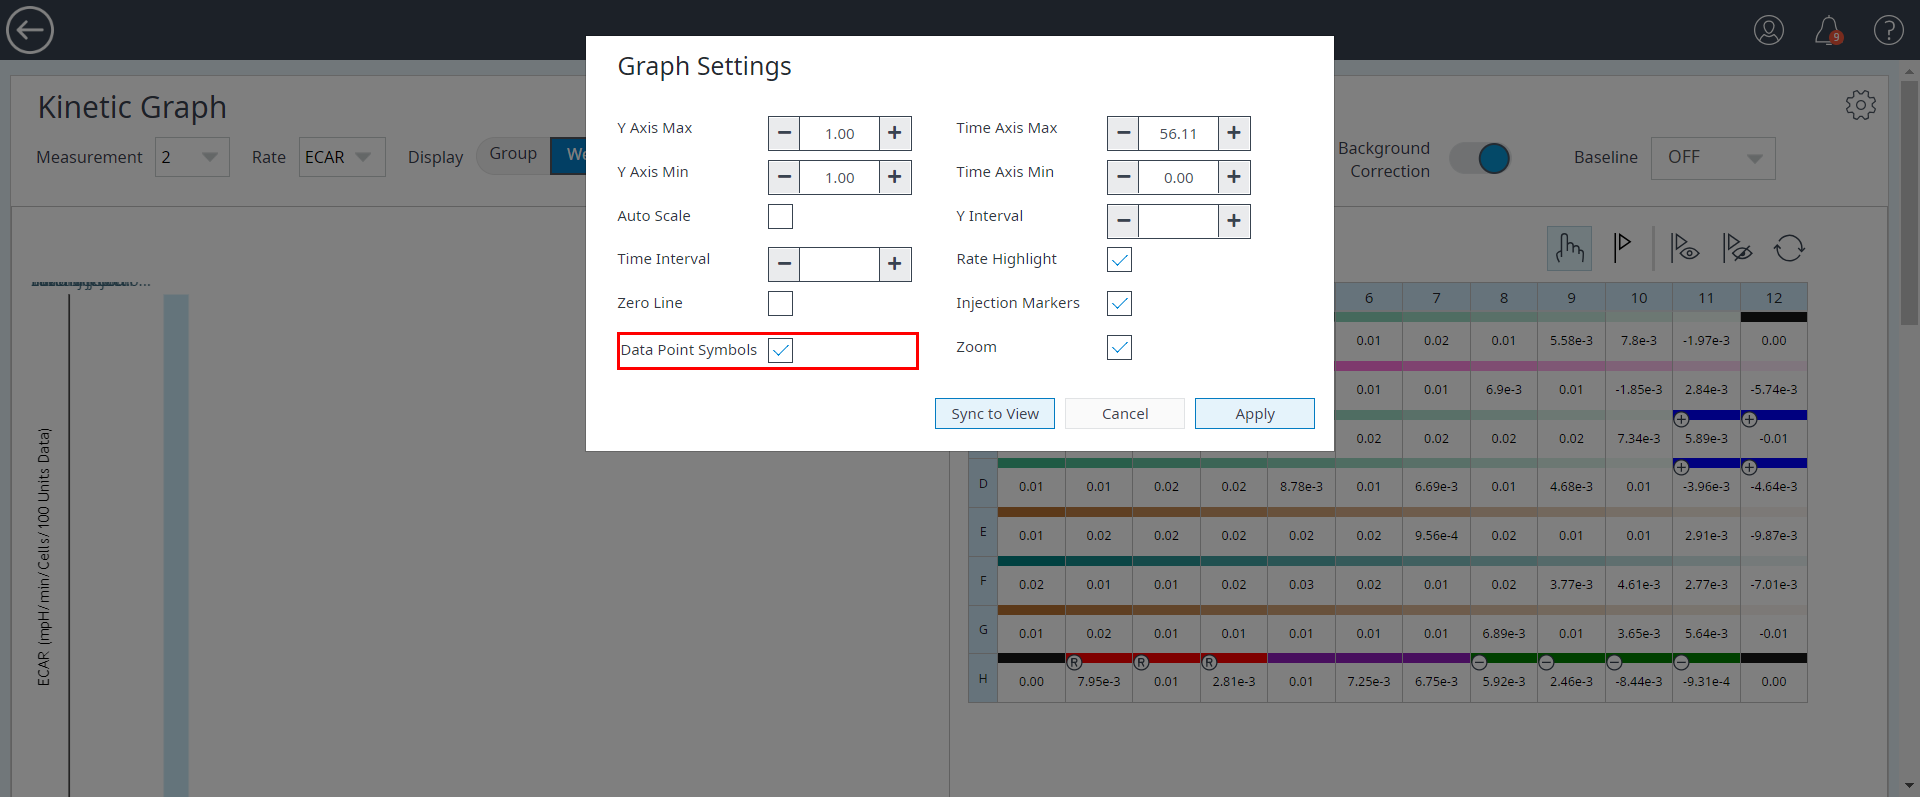 9
Kinetic Graph
Measurement 2 Rate ECAR Display Group We
Background Correction Baseline OFF
Graph Settings
Y Axis Max 1.00 Time Axis Max 56.11
Y Axis Min 1.00 Time Axis Min 0.00
Auto Scale Y Interval
Time Interval Rate Highlight
Zero Line Injection Markers
Data Point Symbols Zoom
Sync to View Cancel Apply
ECAR (mpH/min/Cells/100 Units Data)
6 7 8 9 10 11 12
0.01 0.02 0.01 5.58e-3 7.8e-3 -1.97e-3 0.00
0.01 0.01 6.9e-3 0.01 -1.85e-3 2.84e-3 -5.74e-3
0.02 0.02 0.02 0.02 7.34e-3 5.89e-3 -0.01
D 0.01 0.01 0.02 0.02 8.78e-3 0.01 6.69e-3 0.01 4.68e-3 0.01 -3.96e-3 -4.64e-3
E 0.01 0.02 0.02 0.02 0.02 0.02 9.56e-4 0.02 0.01 0.01 2.91e-3 -9.87e-3
F 0.02 0.01 0.01 0.02 0.03 0.02 0.01 0.02 3.77e-3 4.61e-3 2.77e-3 -7.01e-3
G 0.01 0.02 0.01 0.01 0.01 0.01 0.01 6.89e-3 0.01 3.65e-3 5.64e-3 -0.01
R R R
H 0.00 7.95e-3 0.01 2.81e-3 0.01 7.25e-3 6.75e-3 5.92e-3 2.46e-3 -8.44e-3 -9.31e-4 0.00